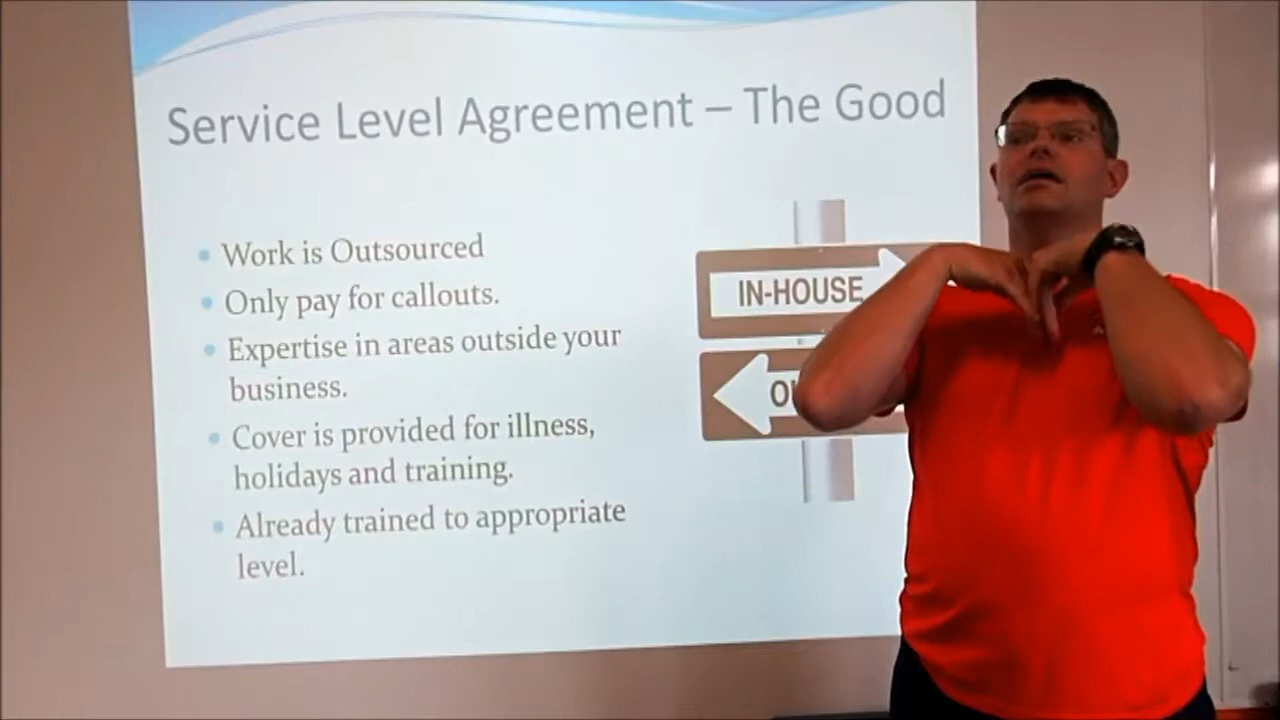 Service Level Agreement – The Good
Work is Outsourced
Only pay for callouts.
Expertise in areas outside your
business.
Cover is provided for illness,
holidays and training.
Already trained to appropriate
level.
IN-HOUSE